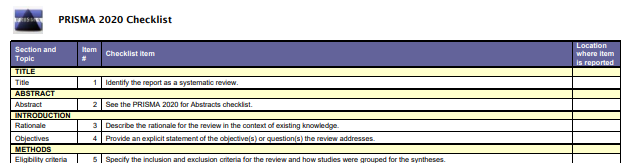 PRISMA 2020 Checklist
Section and Topic Item # Checklist item Location where item is reported
TITLE
Title 1 Identify the report as a systematic review.
ABSTRACT
Abstract 2 See the PRISMA 2020 for Abstracts checklist.
INTRODUCTION
Rationale 3 Describe the rationale for the review in the context of existing knowledge.
Objectives 4 Provide an explicit statement of the objective(s) or question(s) the review addresses.
METHODS
Eligibility criteria 5 Specify the inclusion and exclusion criteria for the review and how studies were grouped for the syntheses.